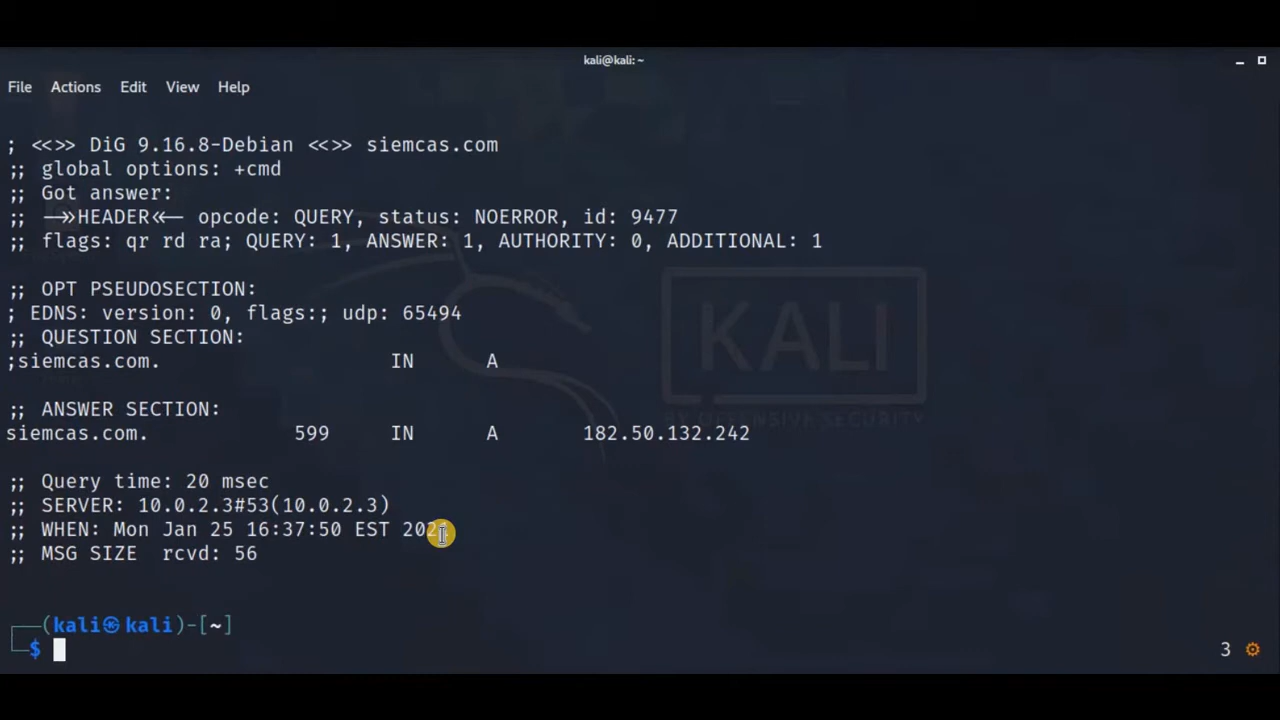 kali@kali: ~
File Actions Edit View Help
; <<>> DiG 9.16.8-Debian <<>> siemcas.com
;; global options: +cmd
;; Got answer:
;; ->>HEADER<<- opcode: QUERY, status: NOERROR, id: 9477
;; flags: qr rd ra; QUERY: 1, ANSWER: 1, AUTHORITY: 0, ADDITIONAL: 1
;; OPT PSEUDOSECTION:
; EDNS: version: 0, flags:; udp: 65494
;; QUESTION SECTION:
;siemcas.com. IN A
;; ANSWER SECTION:
siemcas.com. 599 IN A 182.50.132.242
;; Query time: 20 msec
;; SERVER: 10.0.2.3#53(10.0.2.3)
;; WHEN: Mon Jan 25 16:37:50 EST
;; MSG SIZE rcvd: 56
(kali㉿kali)-[~]
$
3
KALI
BY OFFENSIVE SECURITY